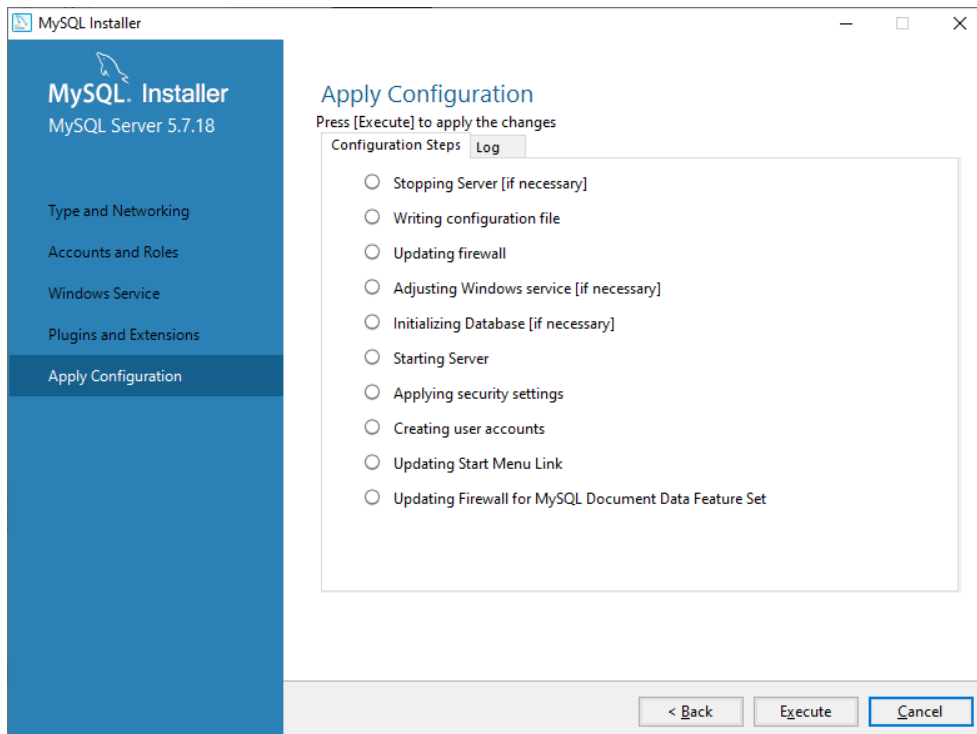 MySQL Installer
MySQL. Installer
MySQL Server 5.7.18
Type and Networking
Accounts and Roles
Windows Service
Plugins and Extensions
Apply Configuration
Apply Configuration
Press [Execute] to apply the changes
Configuration Steps Log
Stopping Server [if necessary]
Writing configuration file
Updating firewall
Adjusting Windows service [if necessary]
Initializing Database [if necessary]
Starting Server
Applying security settings
Creating user accounts
Updating Start Menu Link
Updating Firewall for MySQL Document Data Feature Set
< Back Execute Cancel